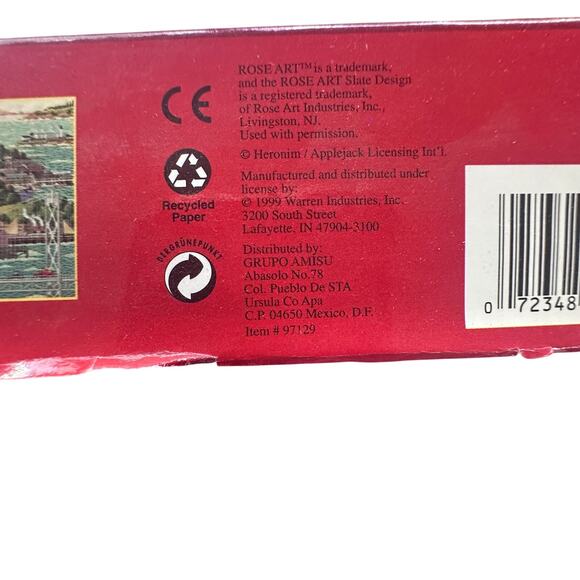 ROSE ART™ is a trademark,
and the ROSE ART Slate Design
is a registered trademark,
of Rose Art Industries, Inc.,
Livingston, NJ.
Used with permission.
© Heronim / Applejack Licensing Int'l.
Manufactured and distributed under
license by:
© 1999 Warren Industries, Inc.
3200 South Street
Lafayette, IN 47904-3100
Distributed by:
GRUPO AMISU
Abasolo No.78
Col. Pueblo De STA
Ursula Co Apa
C.P. 04650 Mexico, D.F.
Item # 97129
CE
Recycled
Paper
DERGRÜNEPUNKT
0 72348